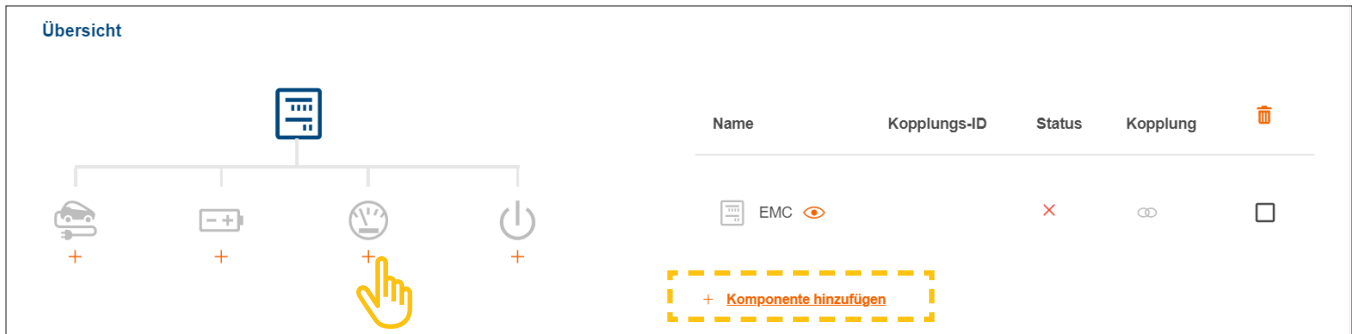 Übersicht
Name Kopplungs-ID Status Kopplung
EMC
+ + + +
+ Komponente hinzufügen